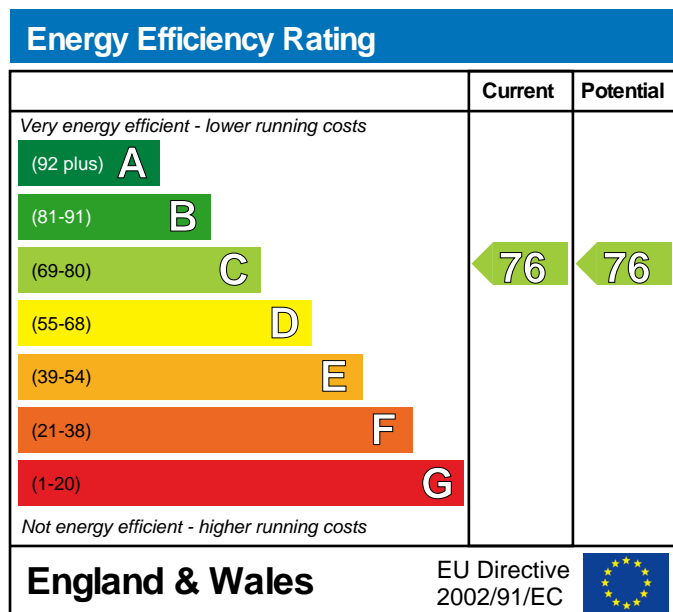 Energy Efficiency Rating
Current Potential
Very energy efficient - lower running costs
(92 plus) A
(81-91) B
(69-80) C 76 76
(55-68) D
(39-54) E
(21-38) F
(1-20) G
Not energy efficient - higher running costs
England & Wales
EU Directive
2002/91/EC